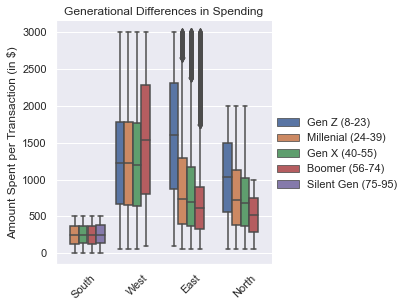 Generational Differences in Spending
Amount Spent per Transaction (in $)
3000
2500
2000
1500
1000
500
0
South
West
East
North
Gen Z (8-23)
Millenial (24-39)
Gen X (40-55)
Boomer (56-74)
Silent Gen (75-95)